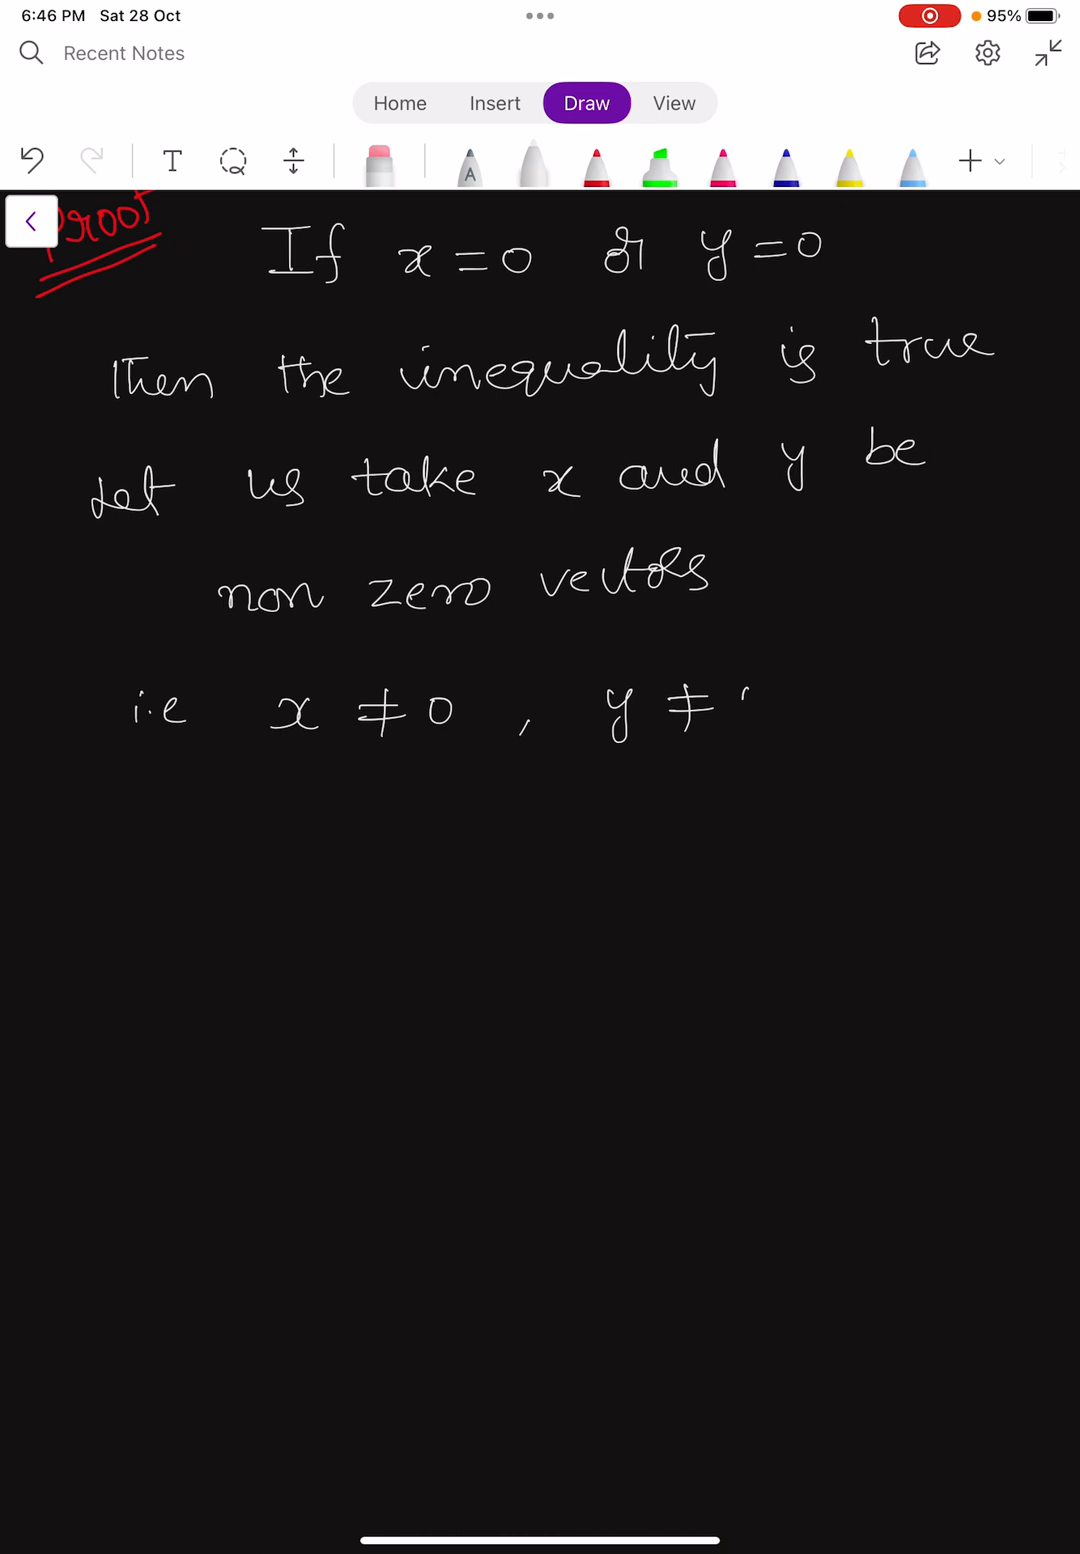 6:46 PM Sat 28 Oct
95%
Recent Notes
Home Insert Draw View
T
A
Proof
If x = 0 or y = 0
Then the inequality is true
Let us take x and y be
non zero vectors
i.e x ≠ 0 , y ≠